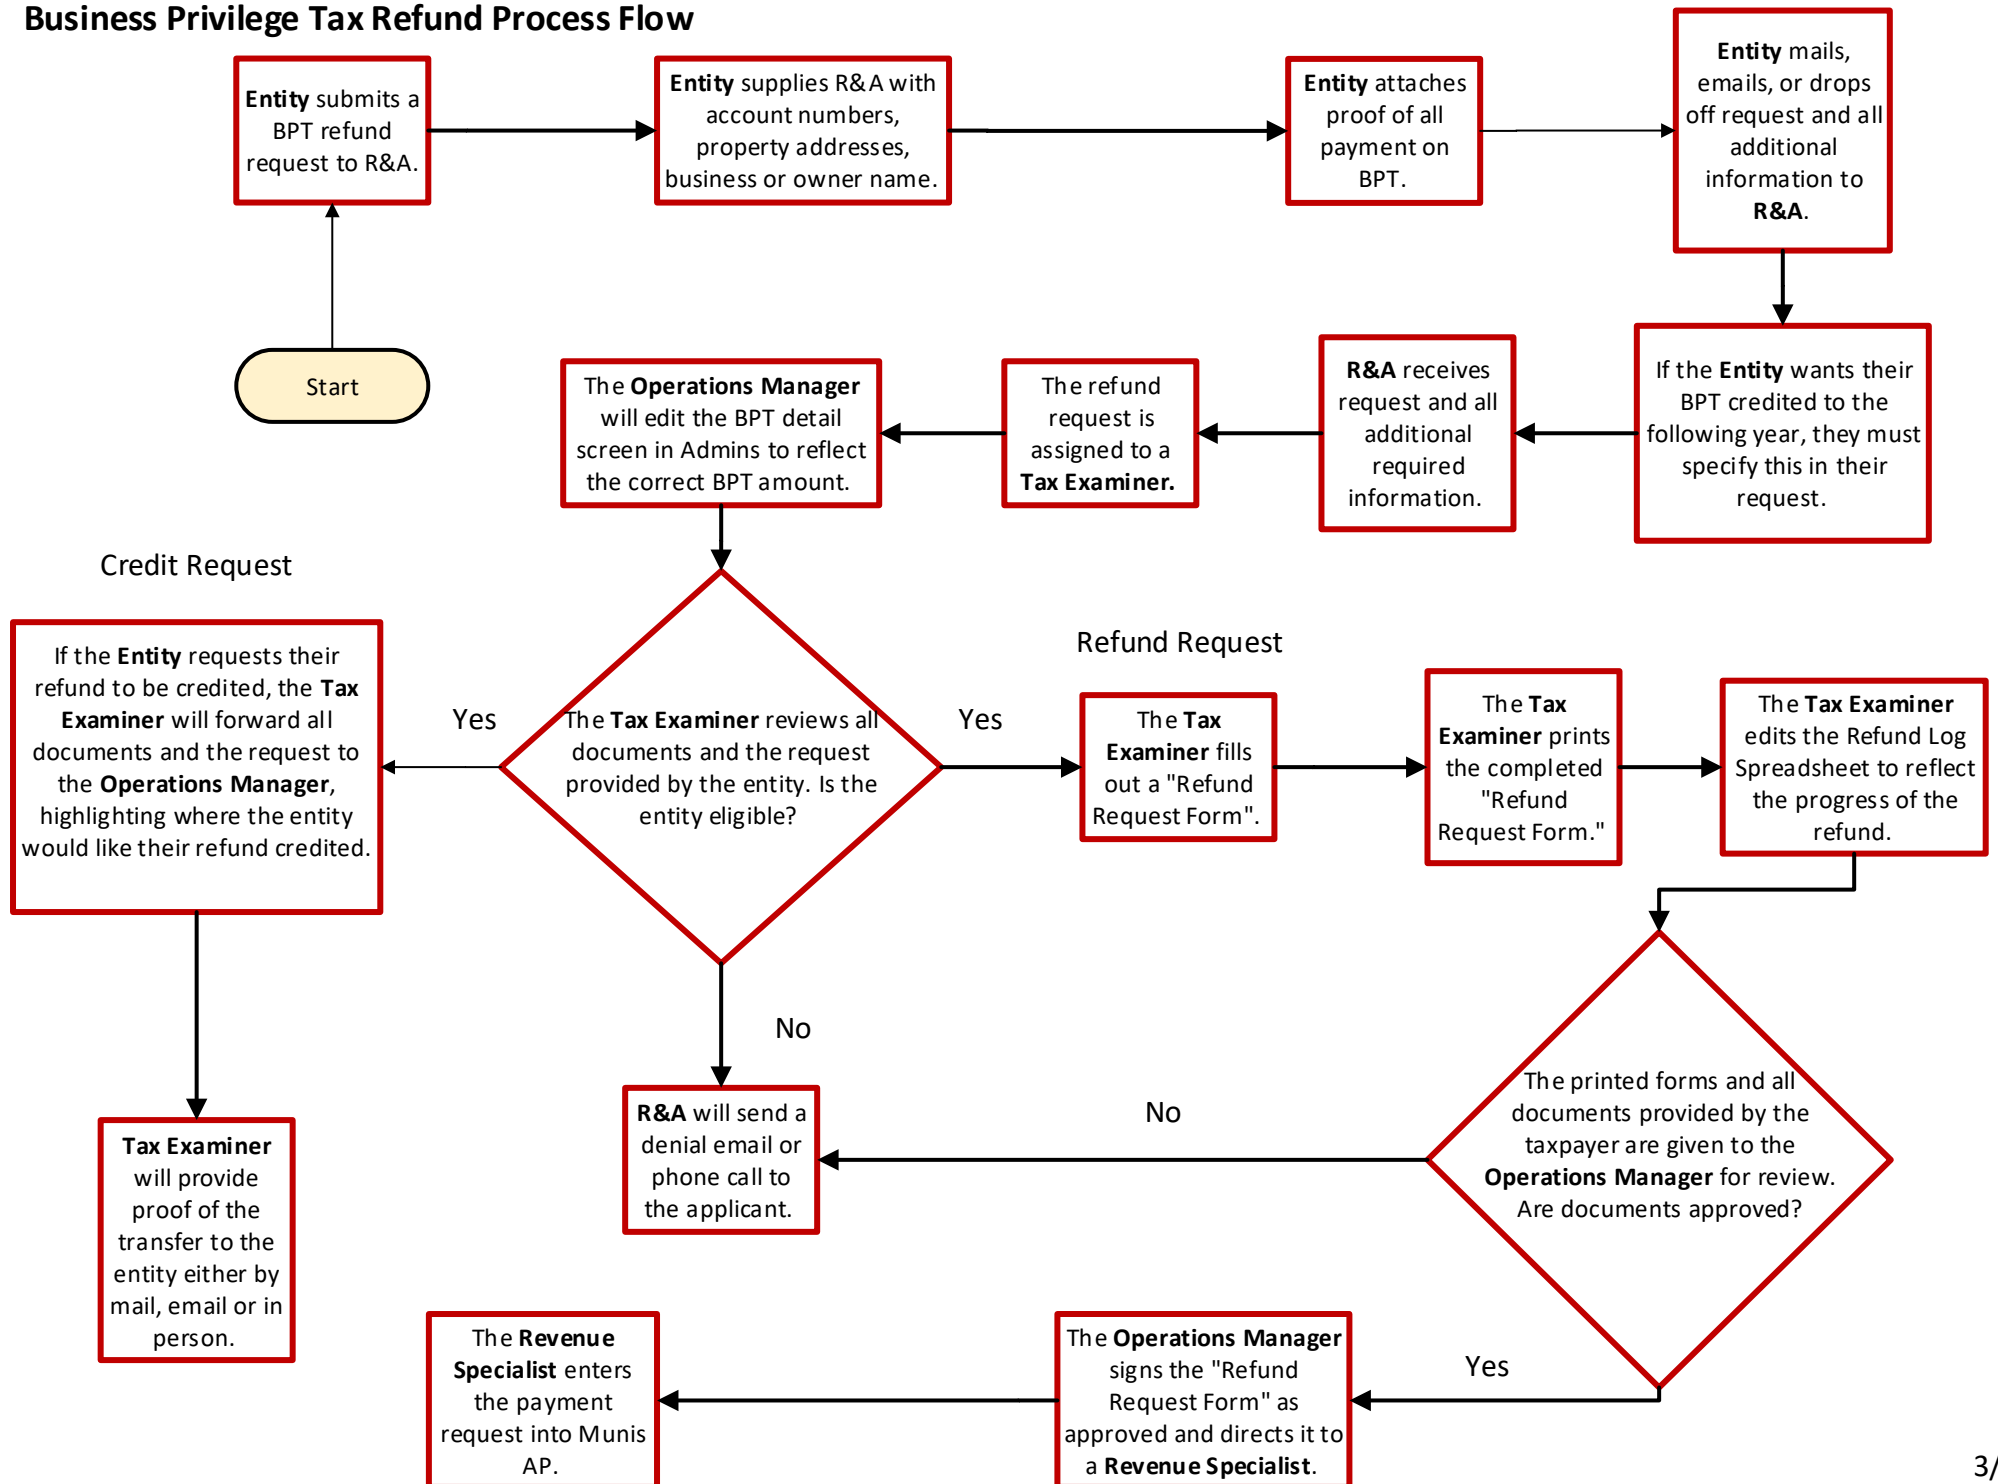 Business Privilege Tax Refund Process Flow
Entity submits a
BPT refund
request to R&A.
Entity supplies R&A with
account numbers,
property addresses,
business or owner name.
Entity attaches
proof of all
payment on
BPT.
Entity mails,
emails, or drops
off request and all
additional
information to
R&A.
Start
If the Entity wants their
BPT credited to the
following year, they must
specify this in their
request.
R&A receives
request and all
additional
required
information.
The refund
request is
assigned to a
Tax Examiner.
The Operations Manager
will edit the BPT detail
screen in Admins to reflect
the correct BPT amount.
Credit Request
If the Entity requests their
refund to be credited, the Tax
Examiner will forward all
documents and the request to
the Operations Manager,
highlighting where the entity
would like their refund credited.
Yes
The Tax Examiner reviews all
documents and the request
provided by the entity. Is the
entity eligible?
Yes
Refund Request
The Tax
Examiner fills
out a "Refund
Request Form".
The Tax
Examiner prints
the completed
"Refund
Request Form."
The Tax Examiner
edits the Refund Log
Spreadsheet to reflect
the progress of the
refund.
No
R&A will send a
denial email or
phone call to
the applicant.
No
The printed forms and all
documents provided by the
taxpayer are given to the
Operations Manager for review.
Are documents approved?
Tax Examiner
will provide
proof of the
transfer to the
entity either by
mail, email or in
person.
Yes
The Operations Manager
signs the "Refund
Request Form" as
approved and directs it to
a Revenue Specialist.
The Revenue
Specialist enters
the payment
request into Munis
AP.
3/